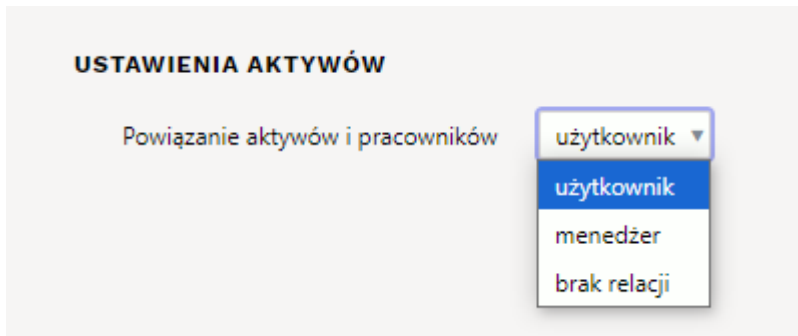 USTAWIENIA AKTYWÓW
Powiązanie aktywów i pracowników użytkownik
użytkownik
menedżer
brak relacji